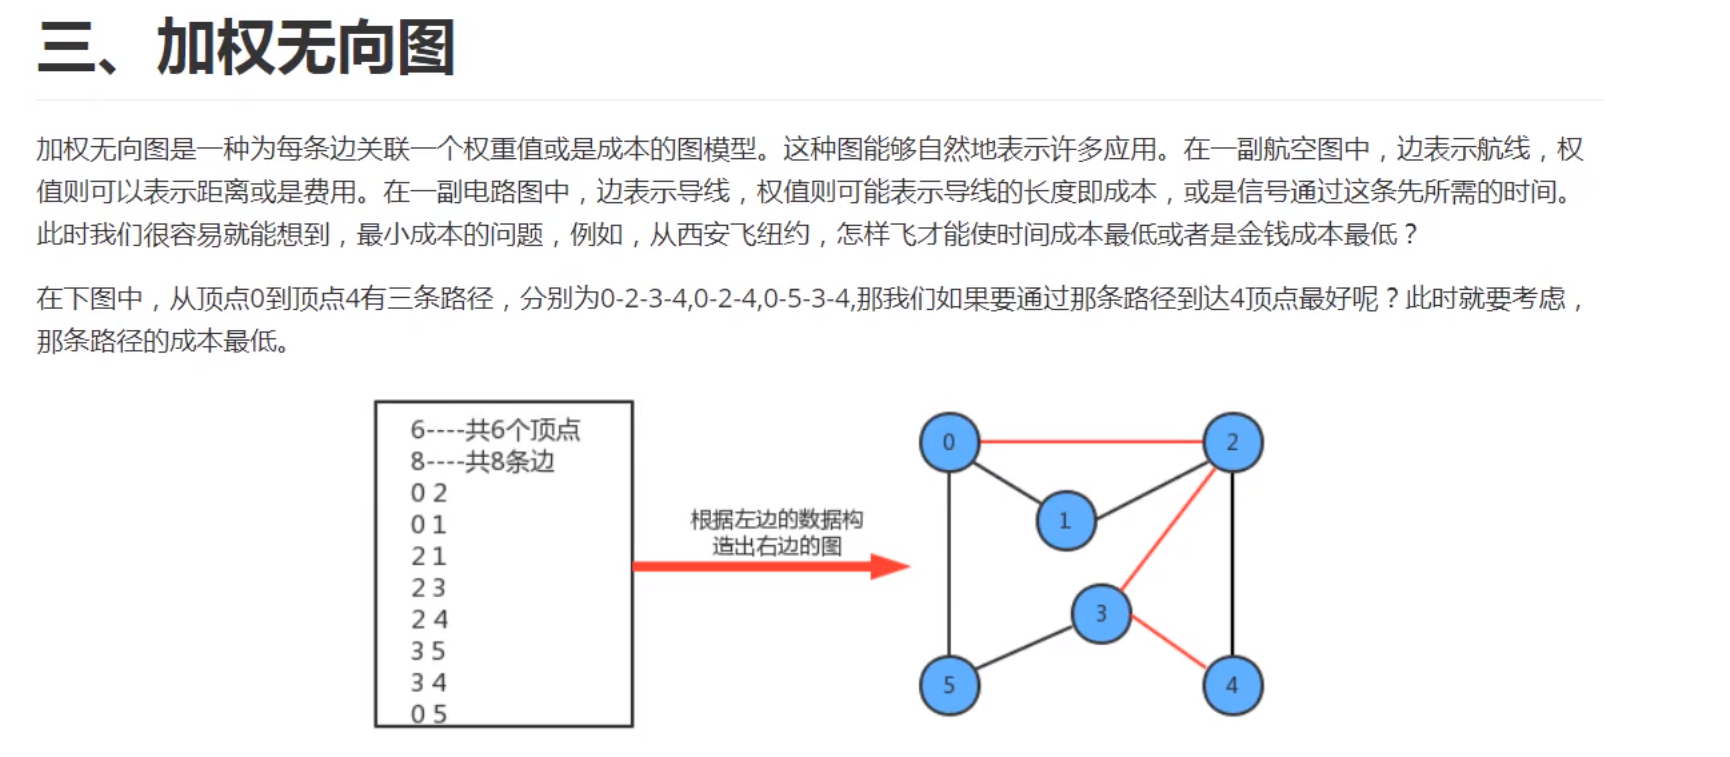 三、加权无向图
加权无向图是一种为每条边关联一个权重值或是成本的图模型。这种图能够自然地表示许多应用。在一副航空图中，边表示航线，权
值则可以表示距离或是费用。在一副电路图中，边表示导线，权值则可能表示导线的长度即成本，或是信号通过这条先所需的时间。
此时我们很容易就能想到，最小成本的问题，例如，从西安飞纽约，怎样飞才能使时间成本最低或者是金钱成本最低？
在下图中，从顶点0到顶点4有三条路径，分别为0-2-3-4,0-2-4,0-5-3-4,那我们如果要通过那条路径到达4顶点最好呢？此时就要考虑，
那条路径的成本最低。
6----共6个顶点
8----共8条边
0 2
0 1
2 1
2 3
2 4
3 5
3 4
0 5
根据左边的数据构
造出右边的图
0
2
1
3
5
4